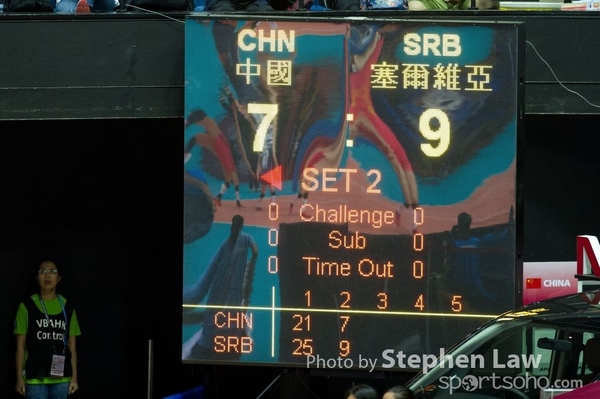 CHN SRB
中國 塞爾維亞
7 : 9
SET 2
0 Challenge 0
0 Sub 0
0 Time Out 0
1 2 3 4 5
CHN 21 7
SRB 25 9
VBAHK
Control
CHINA
Photo by Stephen Law
sportsoho.com